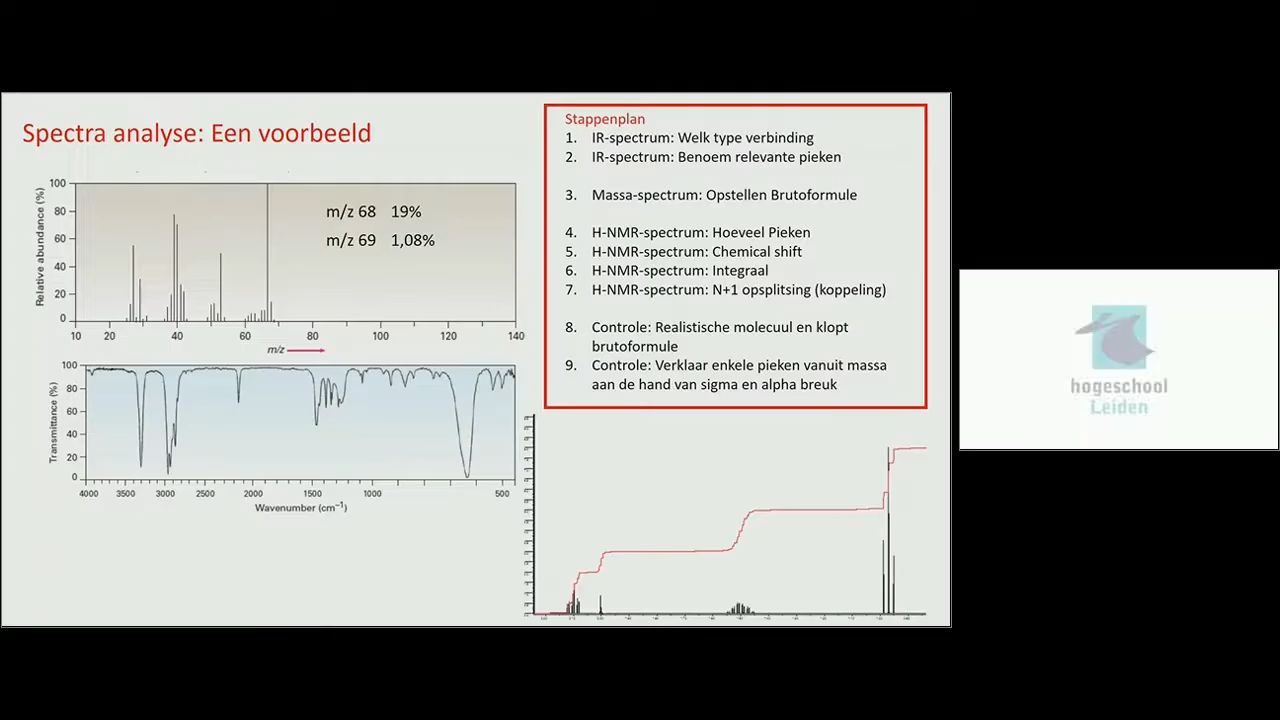 Spectra analyse: Een voorbeeld
Relative abundance (%)
100
80
60
40
20
0
m/z 68 19%
m/z 69 1,08%
10
20
40
60
80
100
120
140
m/z
Transmittance (%)
100
80
60
40
20
0
4000
3500
3000
2500
2000
1500
1000
500
Wavenumber (cm⁻¹)
Stappenplan
1. IR-spectrum: Welk type verbinding
2. IR-spectrum: Benoem relevante pieken
3. Massa-spectrum: Opstellen Brutoformule
4. H-NMR-spectrum: Hoeveel Pieken
5. H-NMR-spectrum: Chemical shift
6. H-NMR-spectrum: Integraal
7. H-NMR-spectrum: N+1 opsplitsing (koppeling)
8. Controle: Realistische molecuul en klopt
brutoformule
9. Controle: Verklaar enkele pieken vanuit massa
aan de hand van sigma en alpha breuk
hogeschool
Leiden